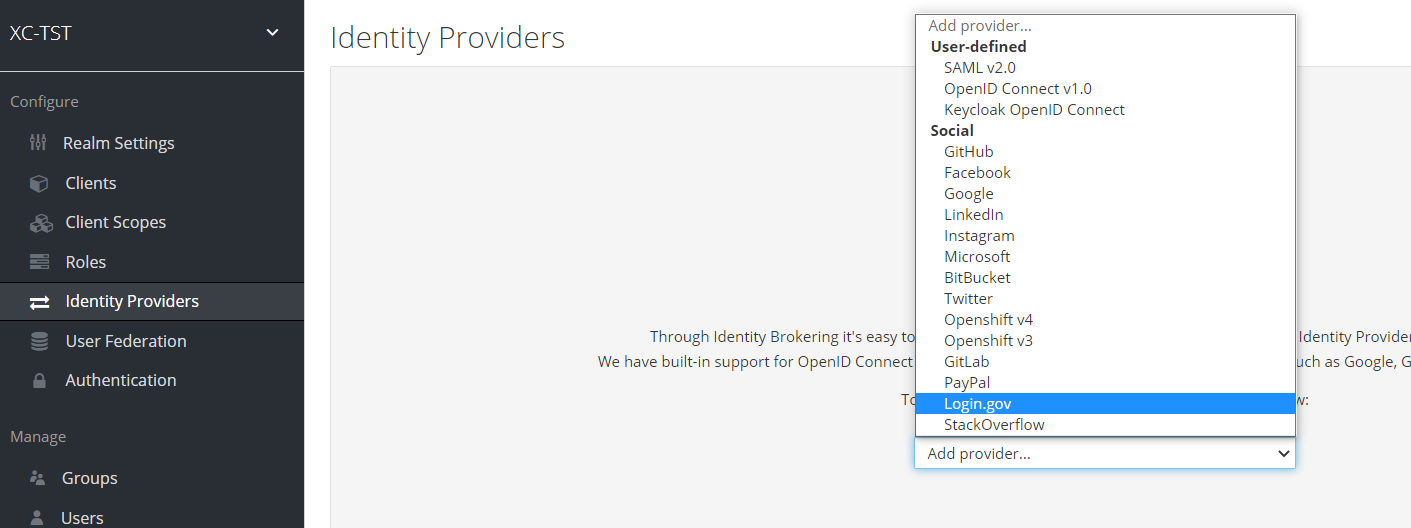 XC-TST
Configure
Realm Settings
Clients
Client Scopes
Roles
Identity Providers
User Federation
Authentication
Manage
Groups
Users
Identity Providers
Add provider...
User-defined
SAML v2.0
OpenID Connect v1.0
Keycloak OpenID Connect
Social
GitHub
Facebook
Google
LinkedIn
Instagram
Microsoft
BitBucket
Twitter
Openshift v4
Openshift v3
GitLab
PayPal
Login.gov
StackOverflow
Add provider...
Through Identity Brokering it's easy to Identity Provider
We have built-in support for OpenID Connect such as Google, G
To